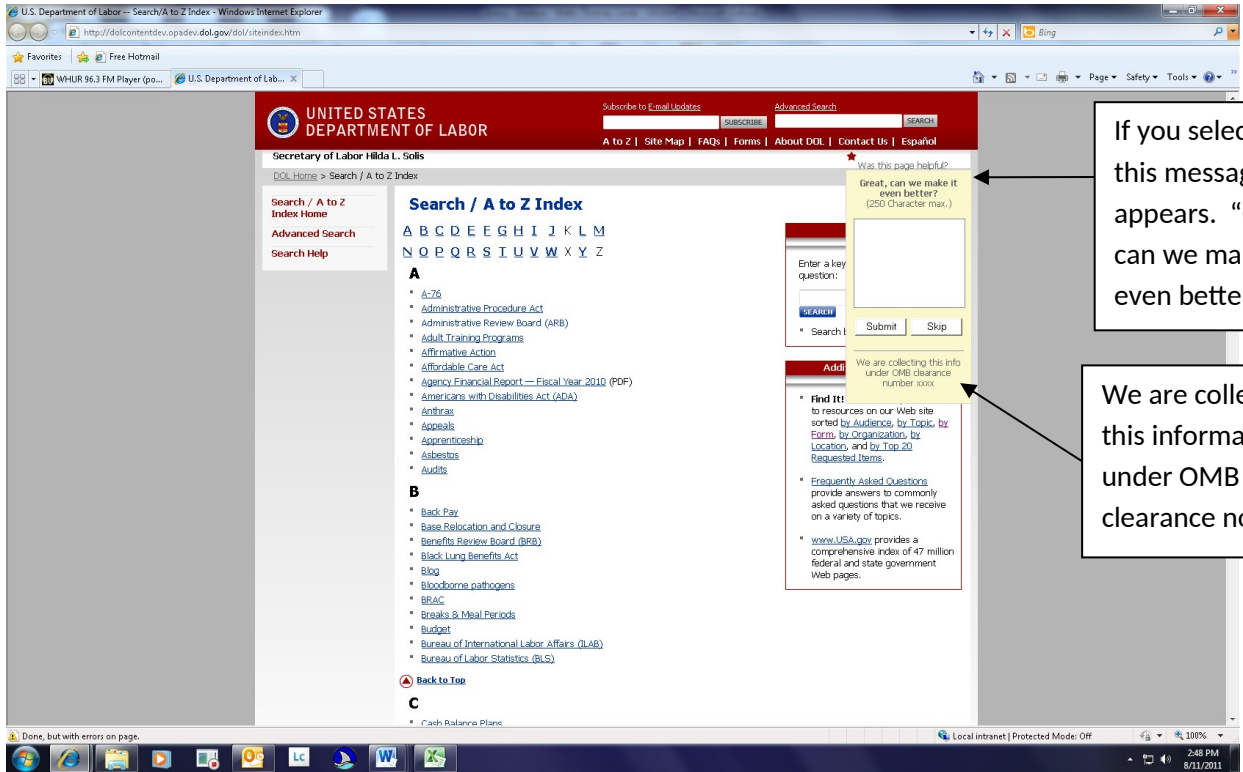 U.S. Department of Labor -- Search/A to Z Index - Windows Internet Explorer
http://dolcontentdev.opadev.dol.gov/dol/siteindex.htm
Bing
Favorites
Free Hotmail
WHUR 96.3 FM Player (po...
U.S. Department of Lab...
Page
Safety
Tools
UNITED STATES
DEPARTMENT OF LABOR
Subscribe to E-mail Updates
SUBSCRIBE
Advanced Search
SEARCH
A to Z | Site Map | FAQs | Forms | About DOL | Contact Us | Español
Secretary of Labor Hilda L. Solis
Was this page helpful?
DOL Home > Search / A to Z Index
Search / A to Z
Index Home
Advanced Search
Search Help
Search / A to Z Index
A B C D E F G H I J K L M
N O P Q R S T U V W X Y Z
A
A-76
Administrative Procedure Act
Administrative Review Board (ARB)
Adult Training Programs
Affirmative Action
Affordable Care Act
Agency Financial Report — Fiscal Year 2010 (PDF)
Americans with Disabilities Act (ADA)
Anthrax
Appeals
Apprenticeship
Asbestos
Audits
B
Back Pay
Base Relocation and Closure
Benefits Review Board (BRB)
Black Lung Benefits Act
Blog
Bloodborne pathogens
BRAC
Breaks & Meal Periods
Budget
Bureau of International Labor Affairs (ILAB)
Bureau of Labor Statistics (BLS)
Back to Top
C
Cash Balance Plans
Enter a key
question:
SEARCH
Search
Great, can we make it
even better?
(250 Character max.)
Submit
Skip
We are collecting this info
under OMB clearance
number xxxx
Addi
Find It!
to resources on our Web site
sorted by Audience, by Topic, by
Form, by Organization, by
Location, and by Top 20
Requested Items.
Frequently Asked Questions
provide answers to commonly
asked questions that we receive
on a variety of topics.
www.USA.gov provides a
comprehensive index of 47 million
federal and state government
Web pages.
If you selec
this messag
appears. “
can we ma
even bette
We are colle
this informa
under OMB
clearance no
Done, but with errors on page.
Local intranet | Protected Mode: Off
100%
LC
2:48 PM
8/11/2011